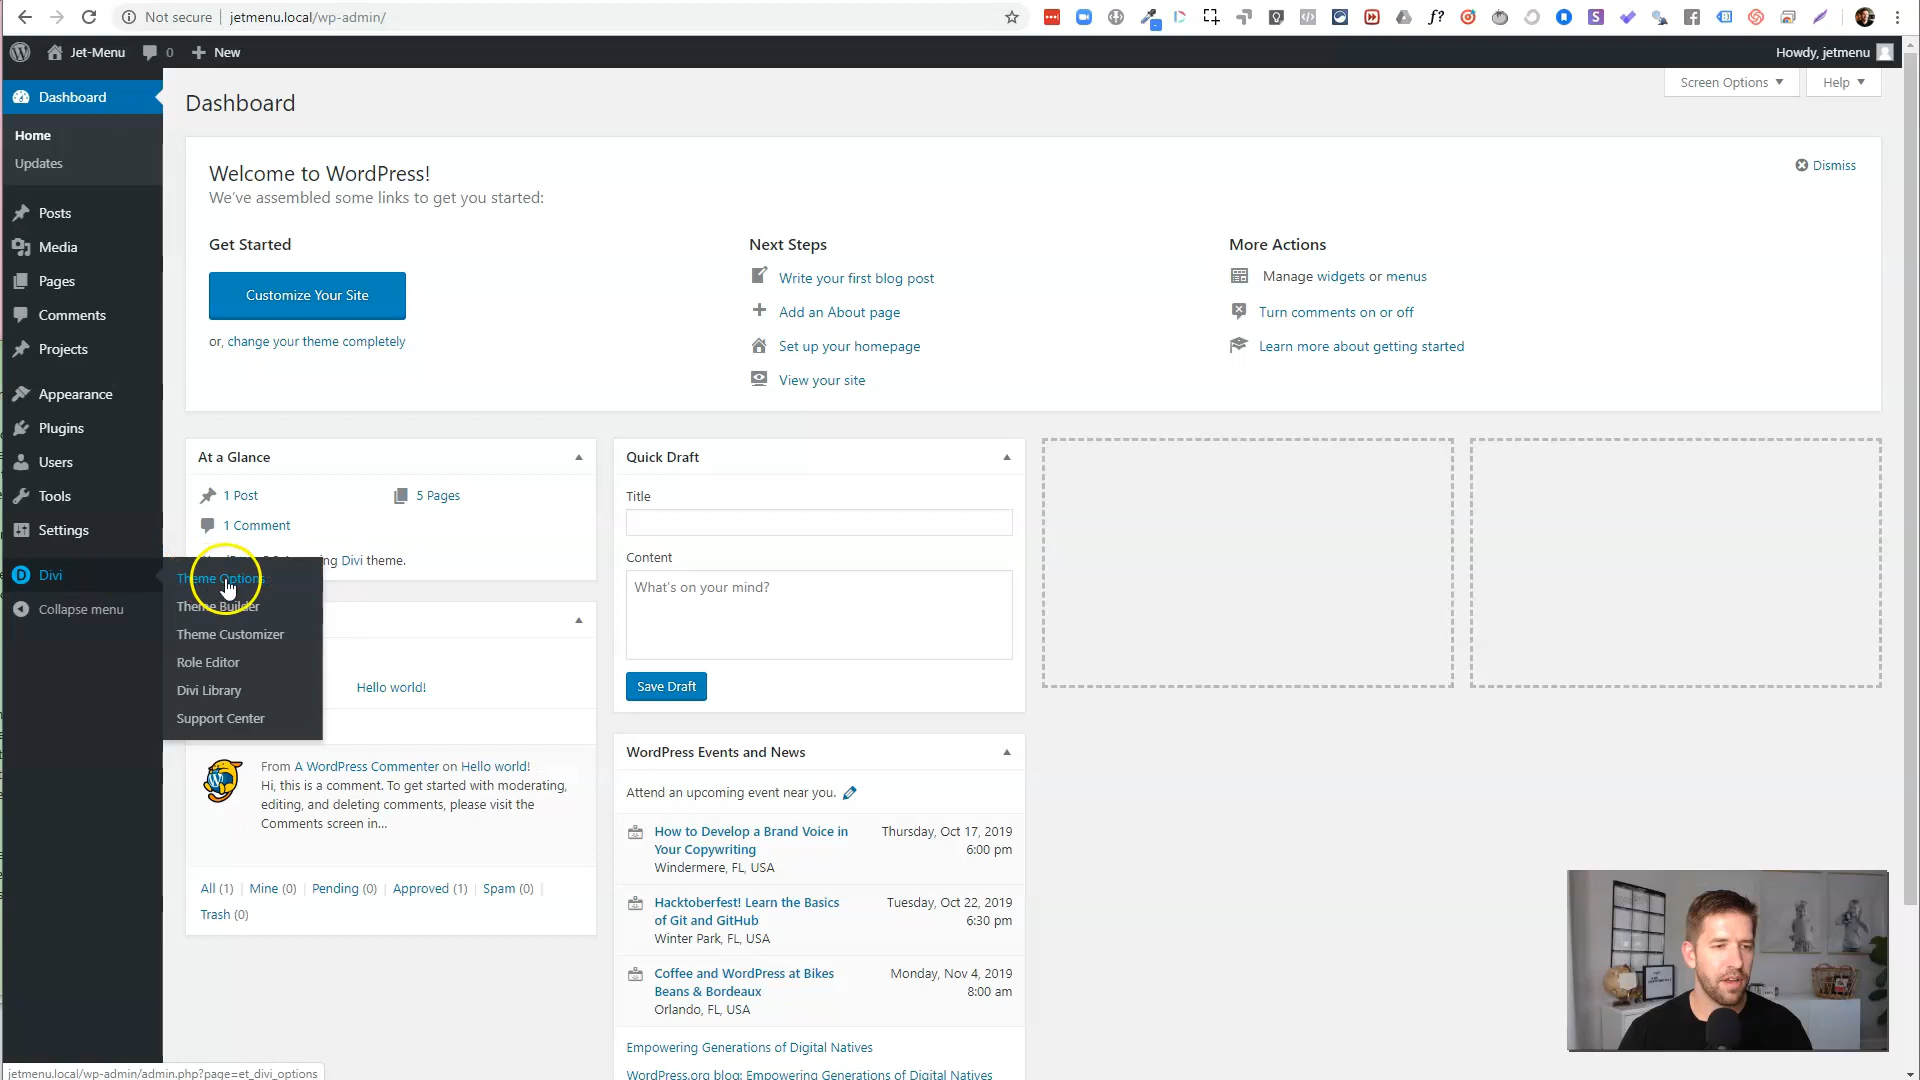 Not secure | jetmenu.local/wp-admin/
Jet-Menu 0 New
Howdy, jetmenu
Dashboard
Home
Updates
Posts
Media
Pages
Comments
Projects
Appearance
Plugins
Users
Tools
Settings
Divi
Collapse menu
Theme Options
Theme Builder
Theme Customizer
Role Editor
Divi Library
Support Center
Screen Options
Help
Dashboard
Welcome to WordPress!
Dismiss
We've assembled some links to get you started:
Get Started
Customize Your Site
or, change your theme completely
Next Steps
Write your first blog post
Add an About page
Set up your homepage
View your site
More Actions
Manage widgets or menus
Turn comments on or off
Learn more about getting started
At a Glance
1 Post
5 Pages
1 Comment
ng Divi theme.
Hello world!
From A WordPress Commenter on Hello world!
Hi, this is a comment. To get started with moderating,
editing, and deleting comments, please visit the
Comments screen in...
All (1) | Mine (0) | Pending (0) | Approved (1) | Spam (0) |
Trash (0)
Quick Draft
Title
Content
What's on your mind?
Save Draft
WordPress Events and News
Attend an upcoming event near you.
How to Develop a Brand Voice in
Your Copywriting
Windermere, FL, USA
Thursday, Oct 17, 2019
6:00 pm
Hacktoberfest! Learn the Basics
of Git and GitHub
Winter Park, FL, USA
Tuesday, Oct 22, 2019
6:30 pm
Coffee and WordPress at Bikes
Beans & Bordeaux
Orlando, FL, USA
Monday, Nov 4, 2019
8:00 am
Empowering Generations of Digital Natives
WordPress.org blog: Empowering Generations of Digital Natives
jetmenu.local/wp-admin/admin.php?page=et_divi_options